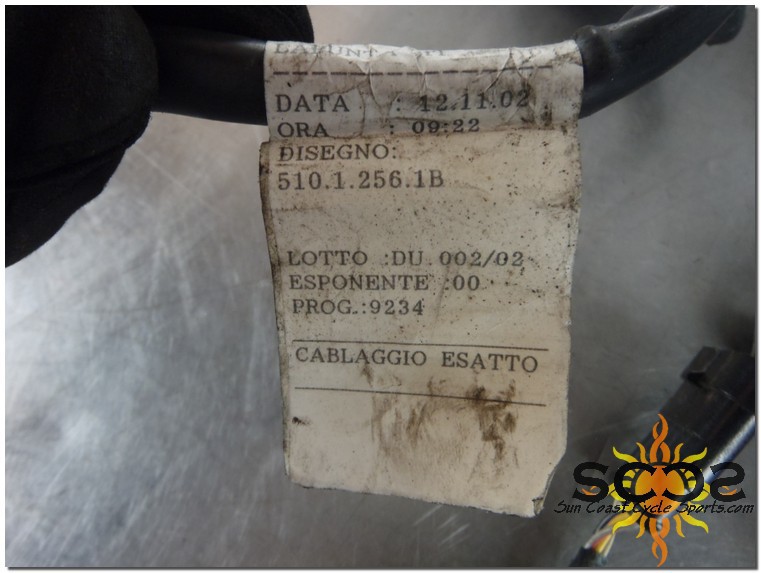 DATA : 12.11.02
ORA : 09:22
DISEGNO:
510.1.256.1B
LOTTO :DU 002/02
ESPONENTE :00
PROG.:9234
CABLAGGIO ESATTO
SCCS
Sun Coast Cycle Sports.com